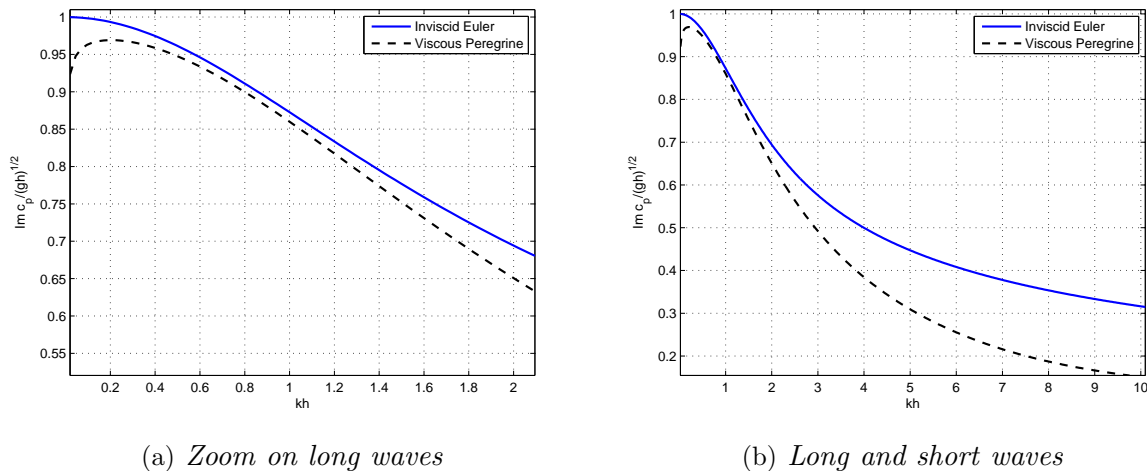 1
0.95
0.9
0.85
0.8
0.75
0.7
0.65
0.6
0.55
0.2 0.4 0.6 0.8 1 1.2 1.4 1.6 1.8 2
kh
Im c_p/(gh)^{1/2}
Inviscid Euler
Viscous Peregrine
(a) Zoom on long waves
1
0.9
0.8
0.7
0.6
0.5
0.4
0.3
0.2
1 2 3 4 5 6 7 8 9 10
kh
Im c_p/(gh)^{1/2}
Inviscid Euler
Viscous Peregrine
(b) Long and short waves